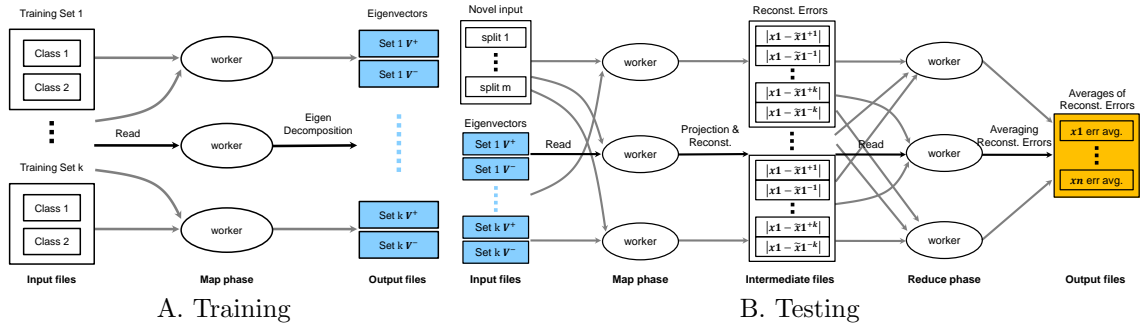 Training Set 1
Class 1
Class 2
Training Set k
Class 1
Class 2
Input files
worker
Read
worker
Eigen
Decomposition
worker
Map phase
Eigenvectors
Set 1 V⁺
Set 1 V⁻
Set k V⁺
Set k V⁻
Output files
A. Training
Novel input
split 1
split m
Eigenvectors
Set 1 V⁺
Set 1 V⁻
Set k V⁺
Set k V⁻
Input files
Read
worker
worker
worker
Map phase
Projection &
Reconst.
Reconst. Errors
|x1 − x̃1⁺¹|
|x1 − x̃1⁻¹|
|x1 − x̃1⁺ᵏ|
|x1 − x̃1⁻ᵏ|
|x1 − x̃1⁺¹|
|x1 − x̃1⁻¹|
|x1 − x̃1⁺ᵏ|
|x1 − x̃1⁻ᵏ|
Intermediate files
Read
worker
worker
worker
Reduce phase
Averaging
Reconst. Errors
Averages of
Reconst. Errors
x1 err avg.
xn err avg.
Output files
B. Testing